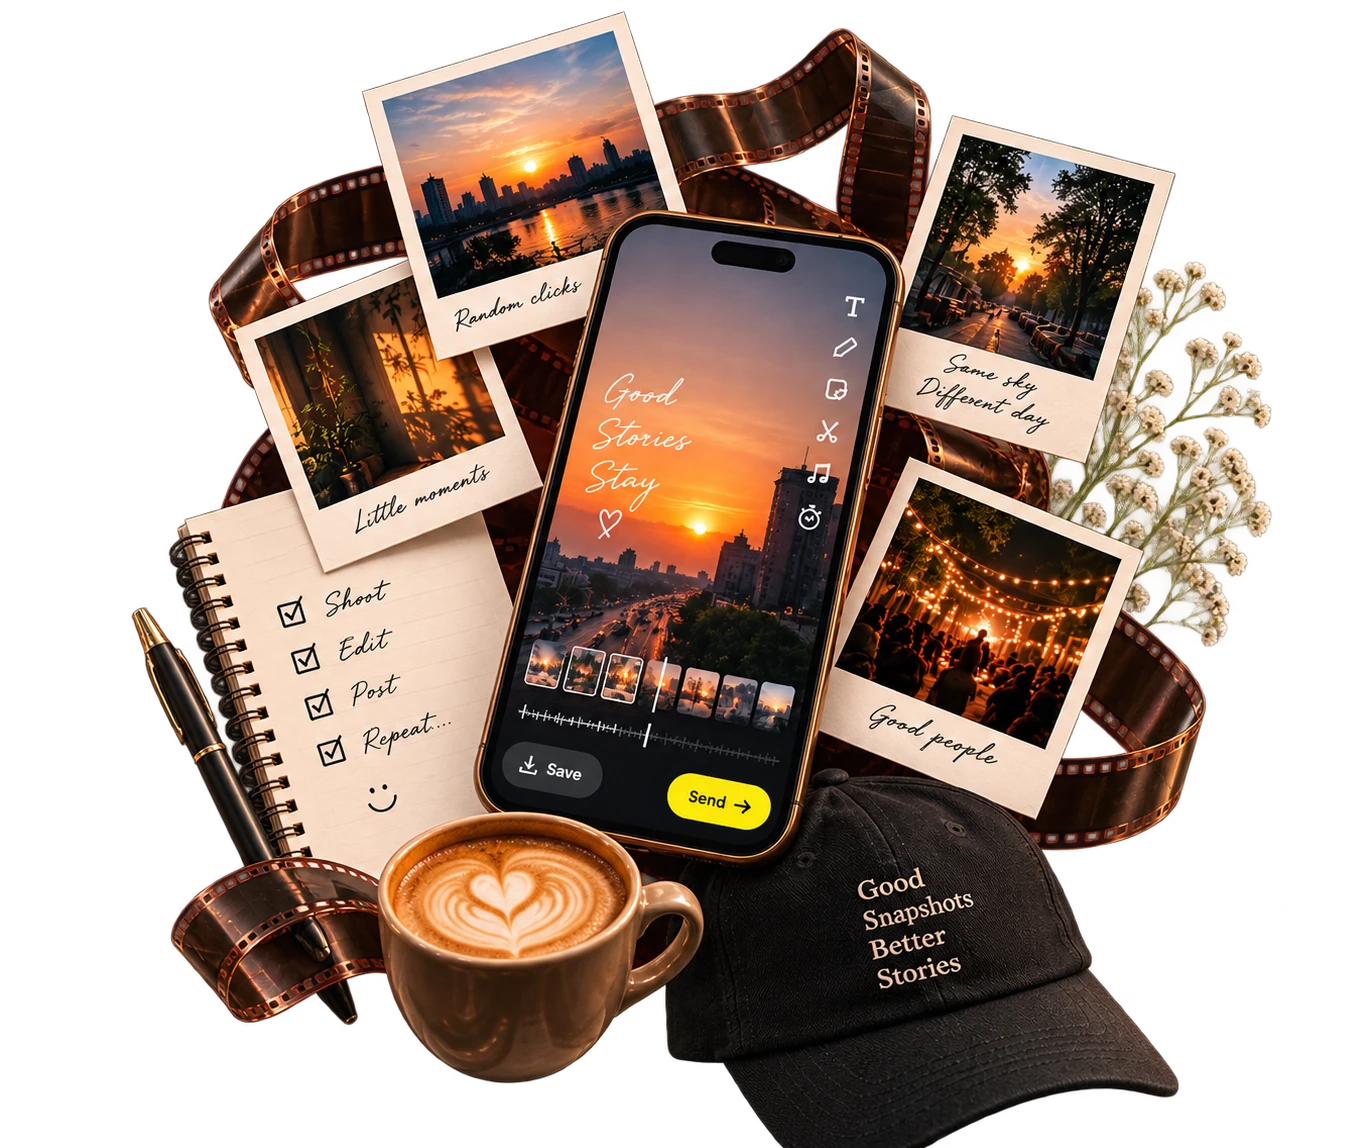 Random clicks
Same sky
Different day
Little moments
Good
Stories
Stay
Shoot
Edit
Post
Repeat...
Good people
Save
Send
Good
Snapshots
Better
Stories